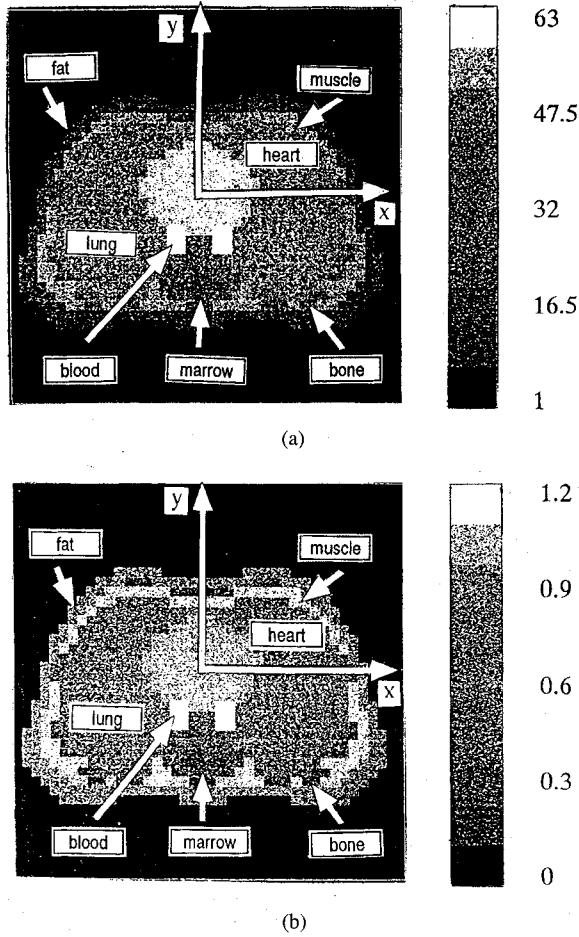 63
y
fat
muscle
47.5
heart
x
32
lung
16.5
blood
marrow
bone
1
(a)
1.2
y
fat
muscle
0.9
heart
x
0.6
lung
0.3
blood
marrow
bone
0
(b)